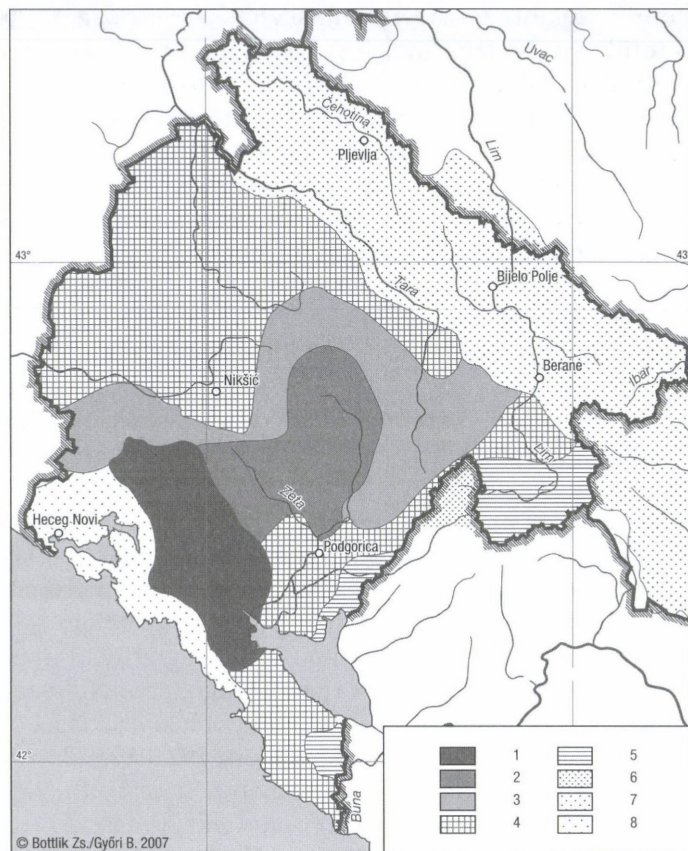 Uvac
Čehotina
Pljevlja
Lim
43°
43
Bijelo Polje
Tara
Nikšić
Berane
Ibar
Lim
Zeta
Heceg Novi
Podgorica
42°
Buna
1 5
2 6
3 7
4 8
© Bottlik Zs./Győri B. 2007